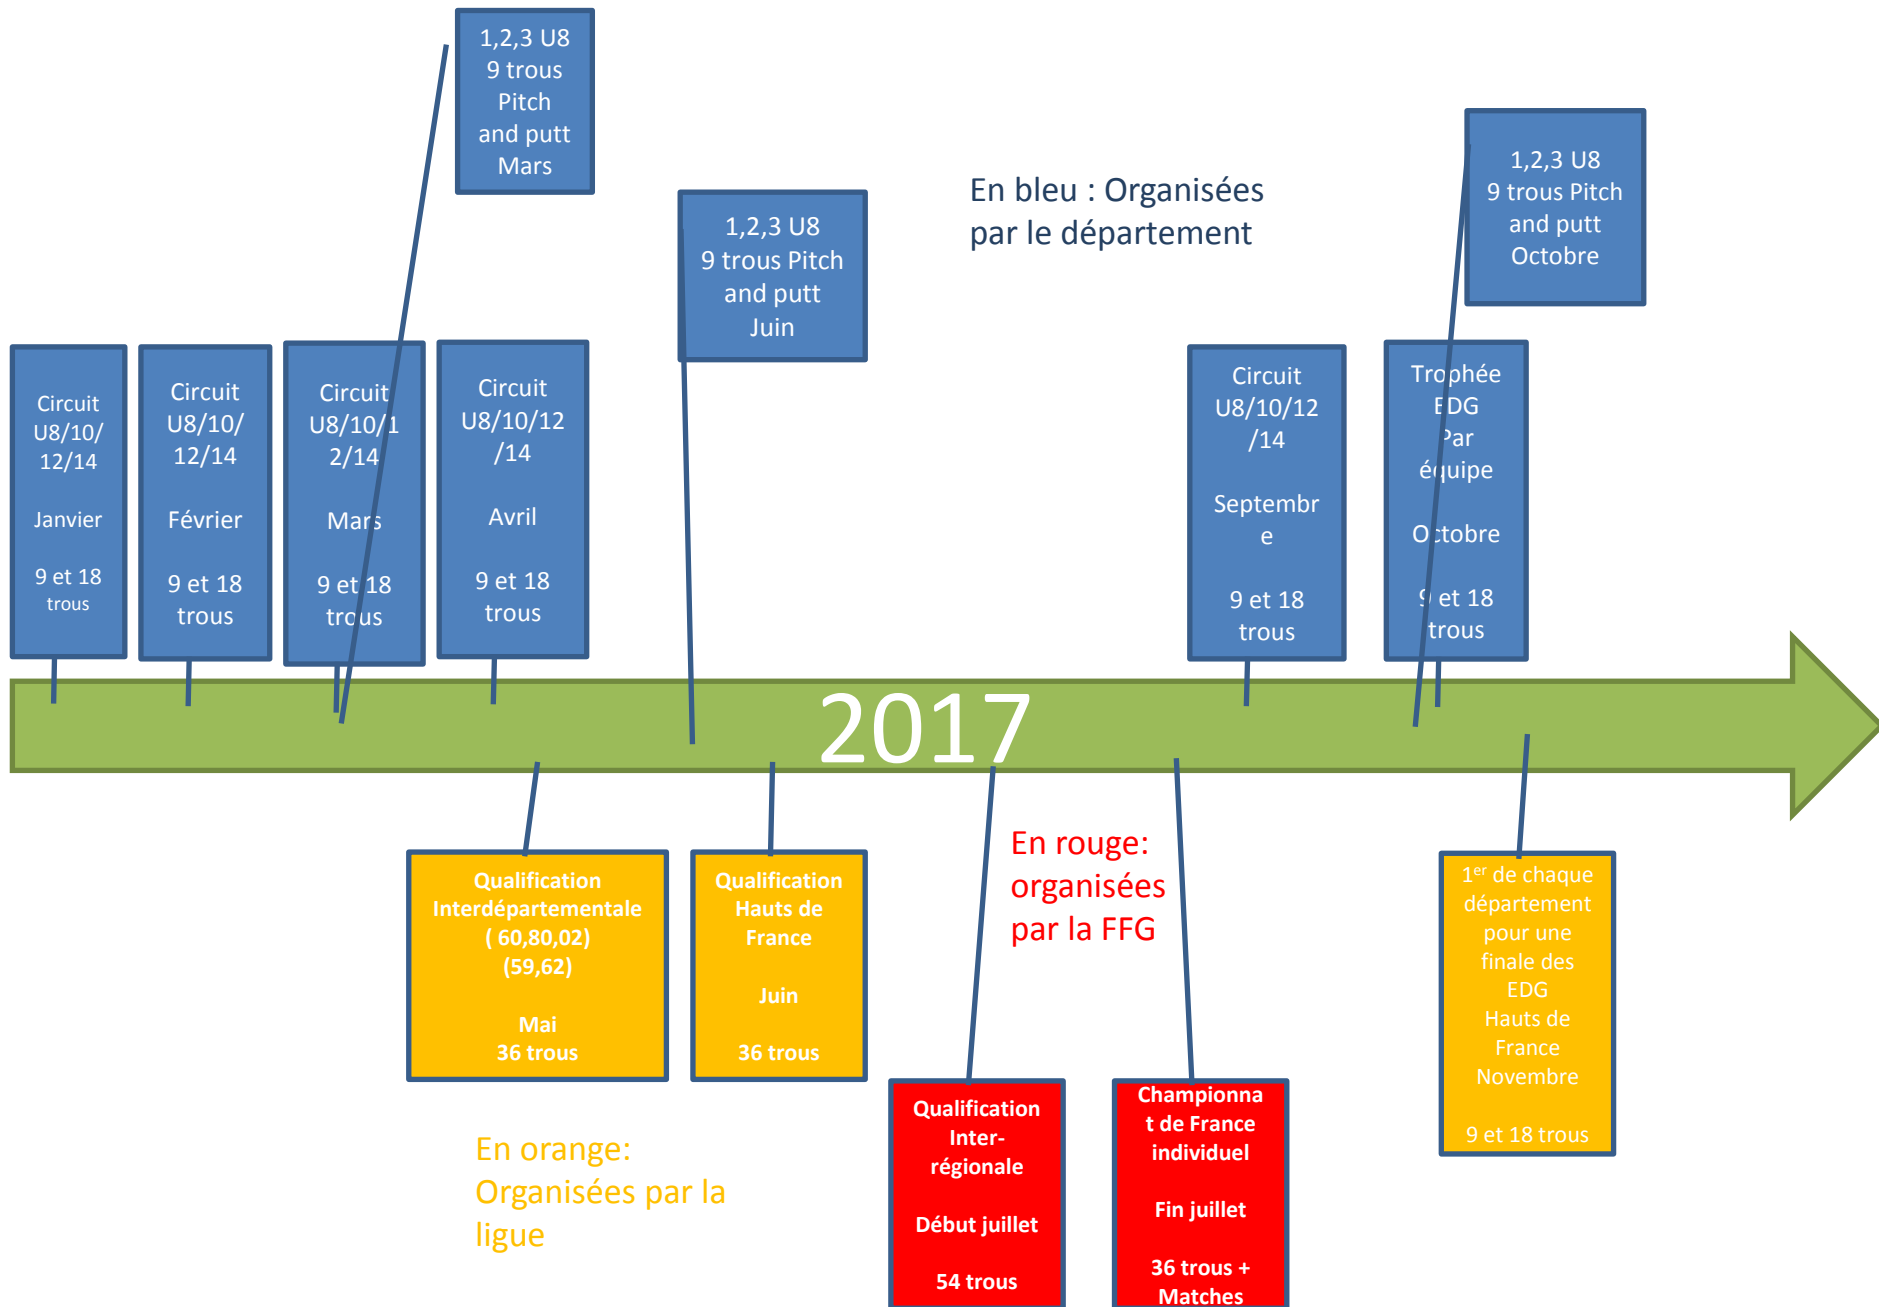 1,2,3 U8
9 trous
Pitch
and putt
Mars
1,2,3 U8
9 trous Pitch
and putt
Juin
En bleu : Organisées
par le département
1,2,3 U8
9 trous Pitch
and putt
Octobre
Circuit
U8/10/
12/14
Janvier
9 et 18
trous
Circuit
U8/10/
12/14
Février
9 et 18
trous
Circuit
U8/10/1
2/14
Mars
9 et 18
trous
Circuit
U8/10/12
/14
Avril
9 et 18
trous
Circuit
U8/10/12
/14
Septembr
e
9 et 18
trous
Trophée
EDG
Par
équipe
Octobre
9 et 18
trous
2017
Qualification
Interdépartementale
( 60,80,02)
(59,62)
Mai
36 trous
Qualification
Hauts de
France
Juin
36 trous
En rouge:
organisées
par la FFG
1er de chaque
département
pour une
finale des
EDG
Hauts de
France
Novembre
9 et 18 trous
En orange:
Organisées par la
ligue
Qualification
Inter-
régionale
Début juillet
54 trous
Championna
t de France
individuel
Fin juillet
36 trous +
Matches